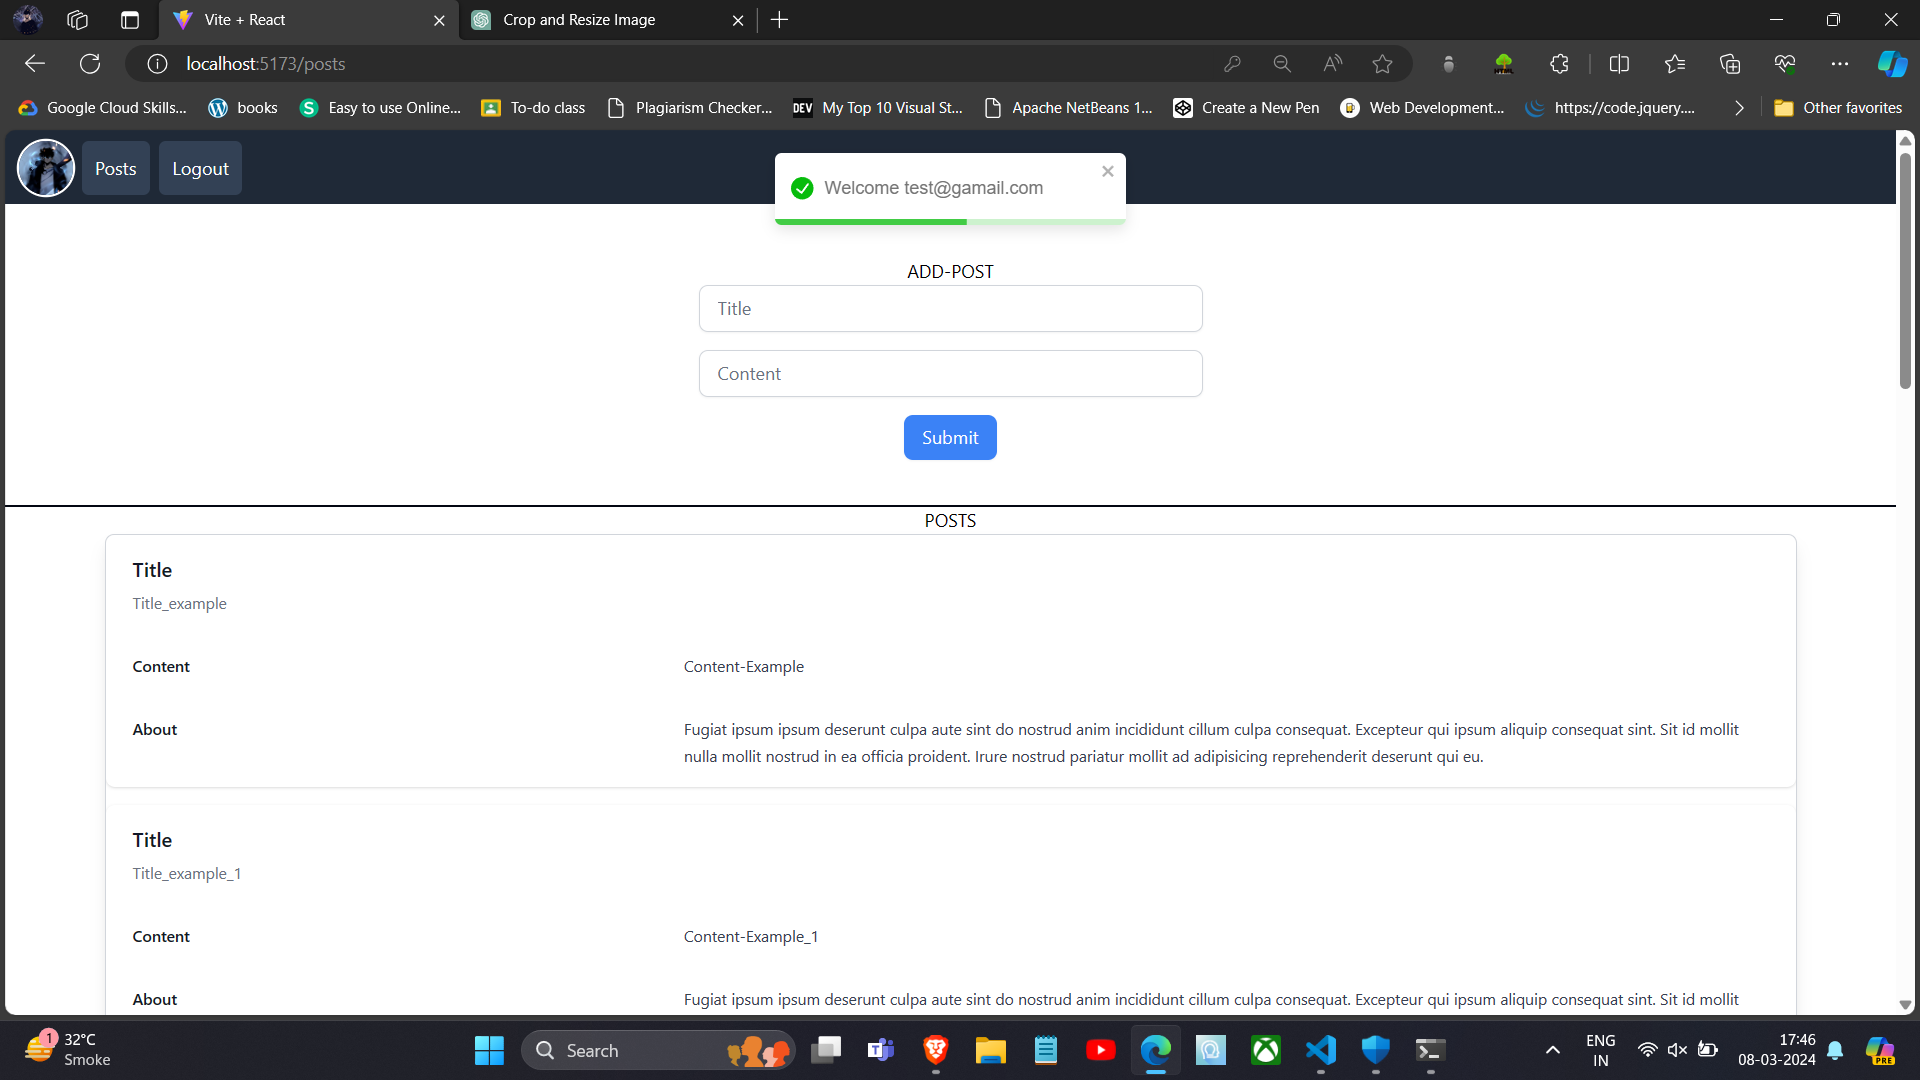 Vite + React
Crop and Resize Image
localhost:5173/posts
Google Cloud Skills...
books
Easy to use Online...
To-do class
Plagiarism Checker...
DEV My Top 10 Visual St...
Apache NetBeans 1...
Create a New Pen
Web Development...
https://code.jquery....
Other favorites
Posts
Logout
Welcome test@gamail.com
ADD-POST
Title
Content
Submit
POSTS
Title
Title_example
Content Content-Example
About Fugiat ipsum ipsum deserunt culpa aute sint do nostrud anim incididunt cillum culpa consequat. Excepteur qui ipsum aliquip consequat sint. Sit id mollit
nulla mollit nostrud in ea officia proident. Irure nostrud pariatur mollit ad adipisicing reprehenderit deserunt qui eu.
Title
Title_example_1
Content Content-Example_1
About Fugiat ipsum ipsum deserunt culpa aute sint do nostrud anim incididunt cillum culpa consequat. Excepteur qui ipsum aliquip consequat sint. Sit id mollit
1
32°C
Smoke
Search
ENG
IN
17:46
08-03-2024
PRE